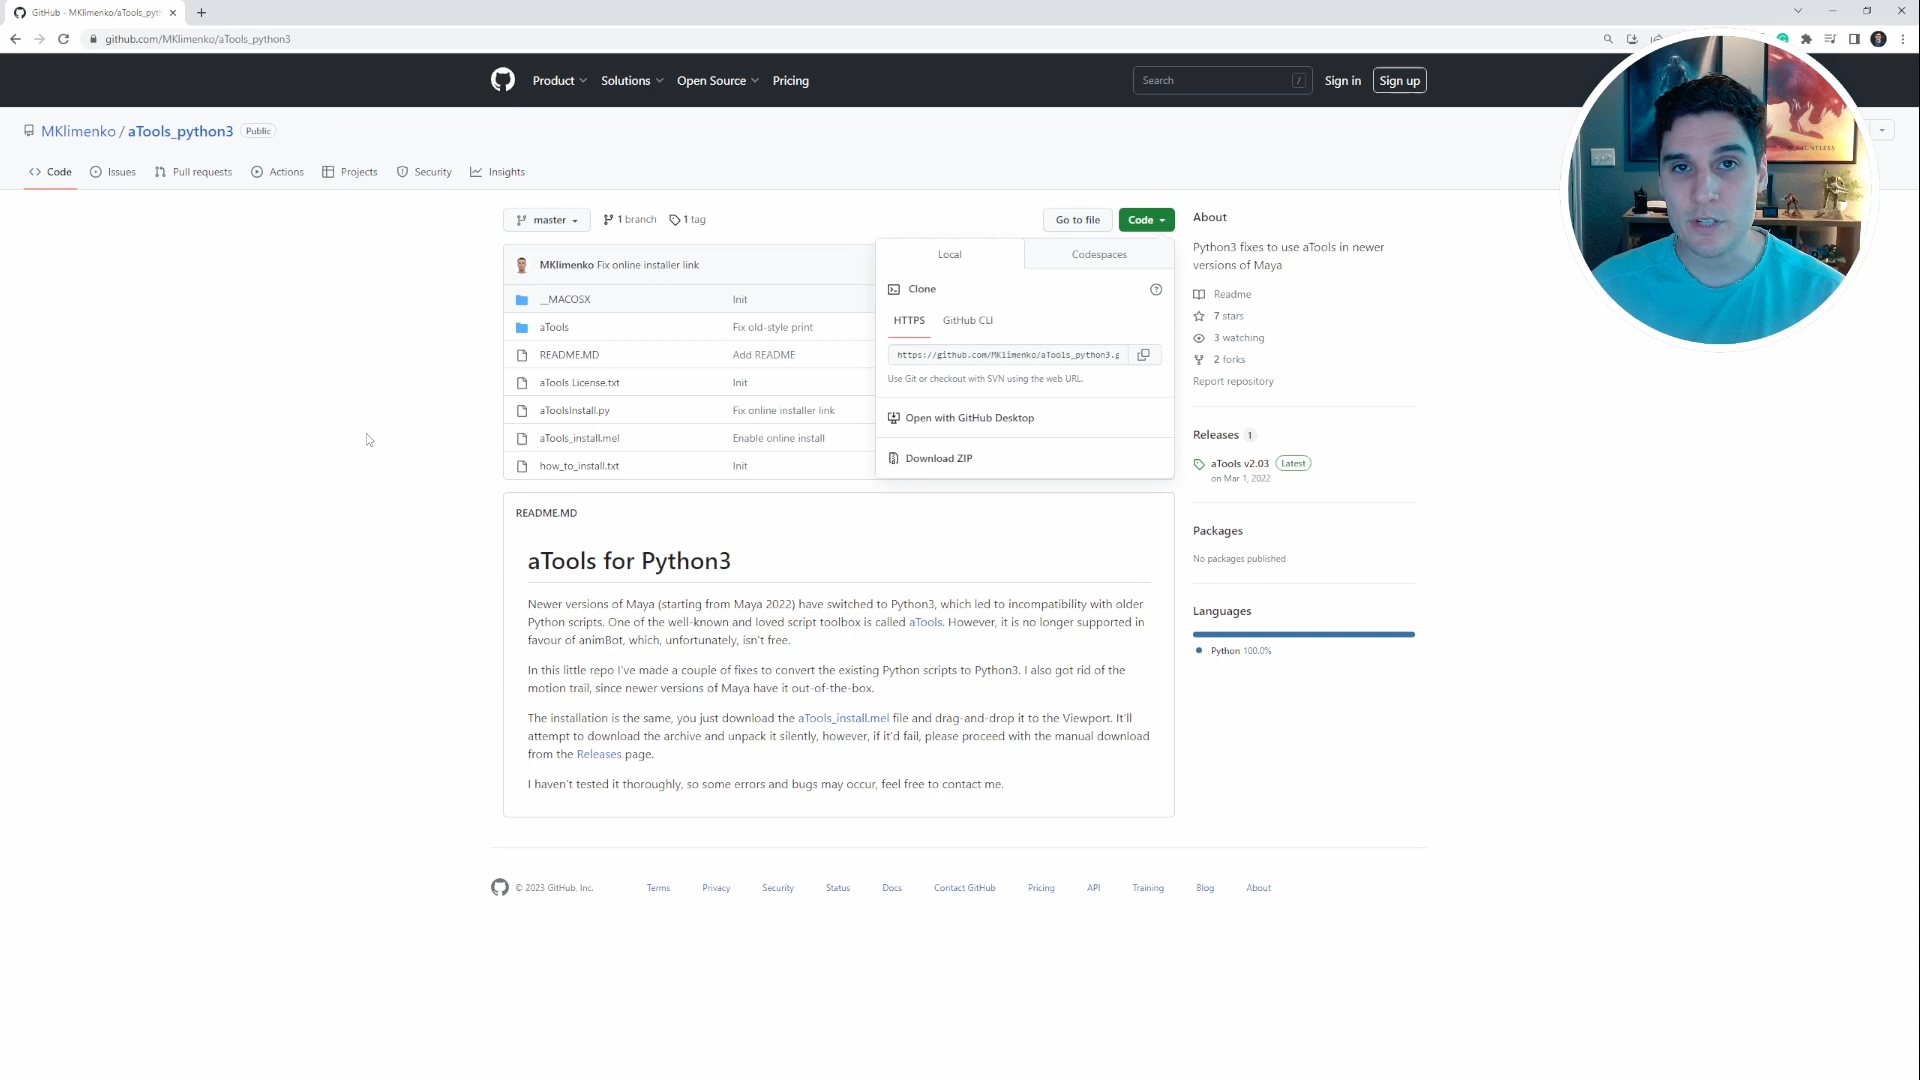 GitHub - MKlimenko/aTools_pyth
github.com/MKlimenko/aTools_python3
Product
Solutions
Open Source
Pricing
Search
/
Sign in
Sign up
MKlimenko / aTools_python3
Public
Code
Issues
Pull requests
Actions
Projects
Security
Insights
master
1 branch
1 tag
Go to file
Code
MKlimenko Fix online installer link
__MACOSX
Init
aTools
Fix old-style print
README.MD
Add README
aTools License.txt
Init
aToolsInstall.py
Fix online installer link
aTools_install.mel
Enable online install
how_to_install.txt
Init
Local
Codespaces
Clone
HTTPS
GitHub CLI
https://github.com/MKlimenko/aTools_python3.g
Use Git or checkout with SVN using the web URL.
Open with GitHub Desktop
Download ZIP
About
Python3 fixes to use aTools in newer
versions of Maya
Readme
7 stars
3 watching
2 forks
Report repository
Releases 1
aTools v2.03
Latest
on Mar 1, 2022
Packages
No packages published
Languages
Python 100.0%
README.MD
aTools for Python3
Newer versions of Maya (starting from Maya 2022) have switched to Python3, which led to incompatibility with older
Python scripts. One of the well-known and loved script toolbox is called aTools. However, it is no longer supported in
favour of animBot, which, unfortunately, isn't free.
In this little repo I've made a couple of fixes to convert the existing Python scripts to Python3. I also got rid of the
motion trail, since newer versions of Maya have it out-of-the-box.
The installation is the same, you just download the aTools_install.mel file and drag-and-drop it to the Viewport. It'll
attempt to download the archive and unpack it silently, however, if it'd fail, please proceed with the manual download
from the Releases page.
I haven't tested it thoroughly, so some errors and bugs may occur, feel free to contact me.
© 2023 GitHub, Inc.
Terms
Privacy
Security
Status
Docs
Contact GitHub
Pricing
API
Training
Blog
About
DAUNTLESS